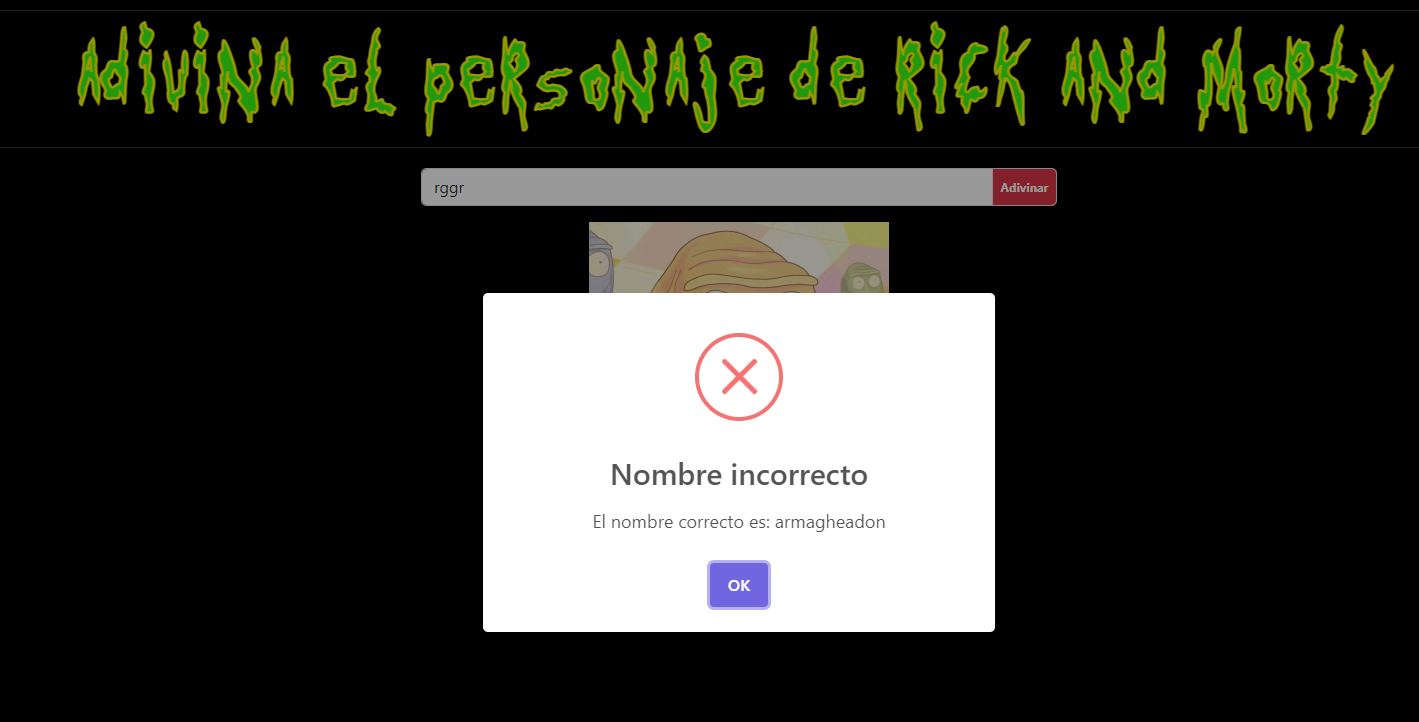 Adivina el personaje de Rick and Morty
rggr
Adivinar
Nombre incorrecto
El nombre correcto es: armagheadon
OK